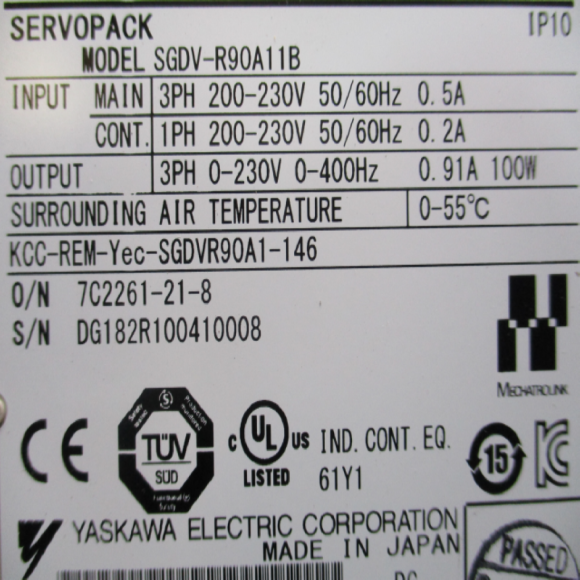 SERVOPACK IP10
MODEL SGDV-R90A11B
INPUT MAIN 3PH 200-230V 50/60Hz 0.5A
CONT. 1PH 200-230V 50/60Hz 0.2A
OUTPUT 3PH 0-230V 0-400Hz 0.91A 100W
SURROUNDING AIR TEMPERATURE 0-55℃
KCC-REM-Yec-SGDVR90A1-146
O/N 7C2261-21-8
S/N DG182R100410008
MECHATROLINK
CE
TÜV
SÜD
Functional
Safety
C UL US
LISTED
IND. CONT. EQ.
61Y1
15
YASKAWA ELECTRIC CORPORATION
MADE IN JAPAN
PASSED